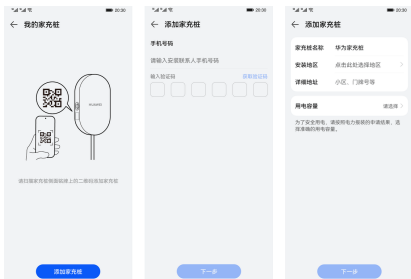 20:30
我的家充桩
HUAWEI
请扫描家充桩侧面贴牌上的二维码添加家充桩
添加家充桩
20:30
添加家充桩
手机号码
请输入安装联系人手机号码
输入验证码 获取验证码
下一步
20:30
添加家充桩
家充桩名称 华为家充桩
安装地区 点击此处选择地区
详细地址 小区、门牌号等
用电容量 请选择
为了安全用电，请按照电力报装的申请结果，选
择准确的用电容量。
下一步